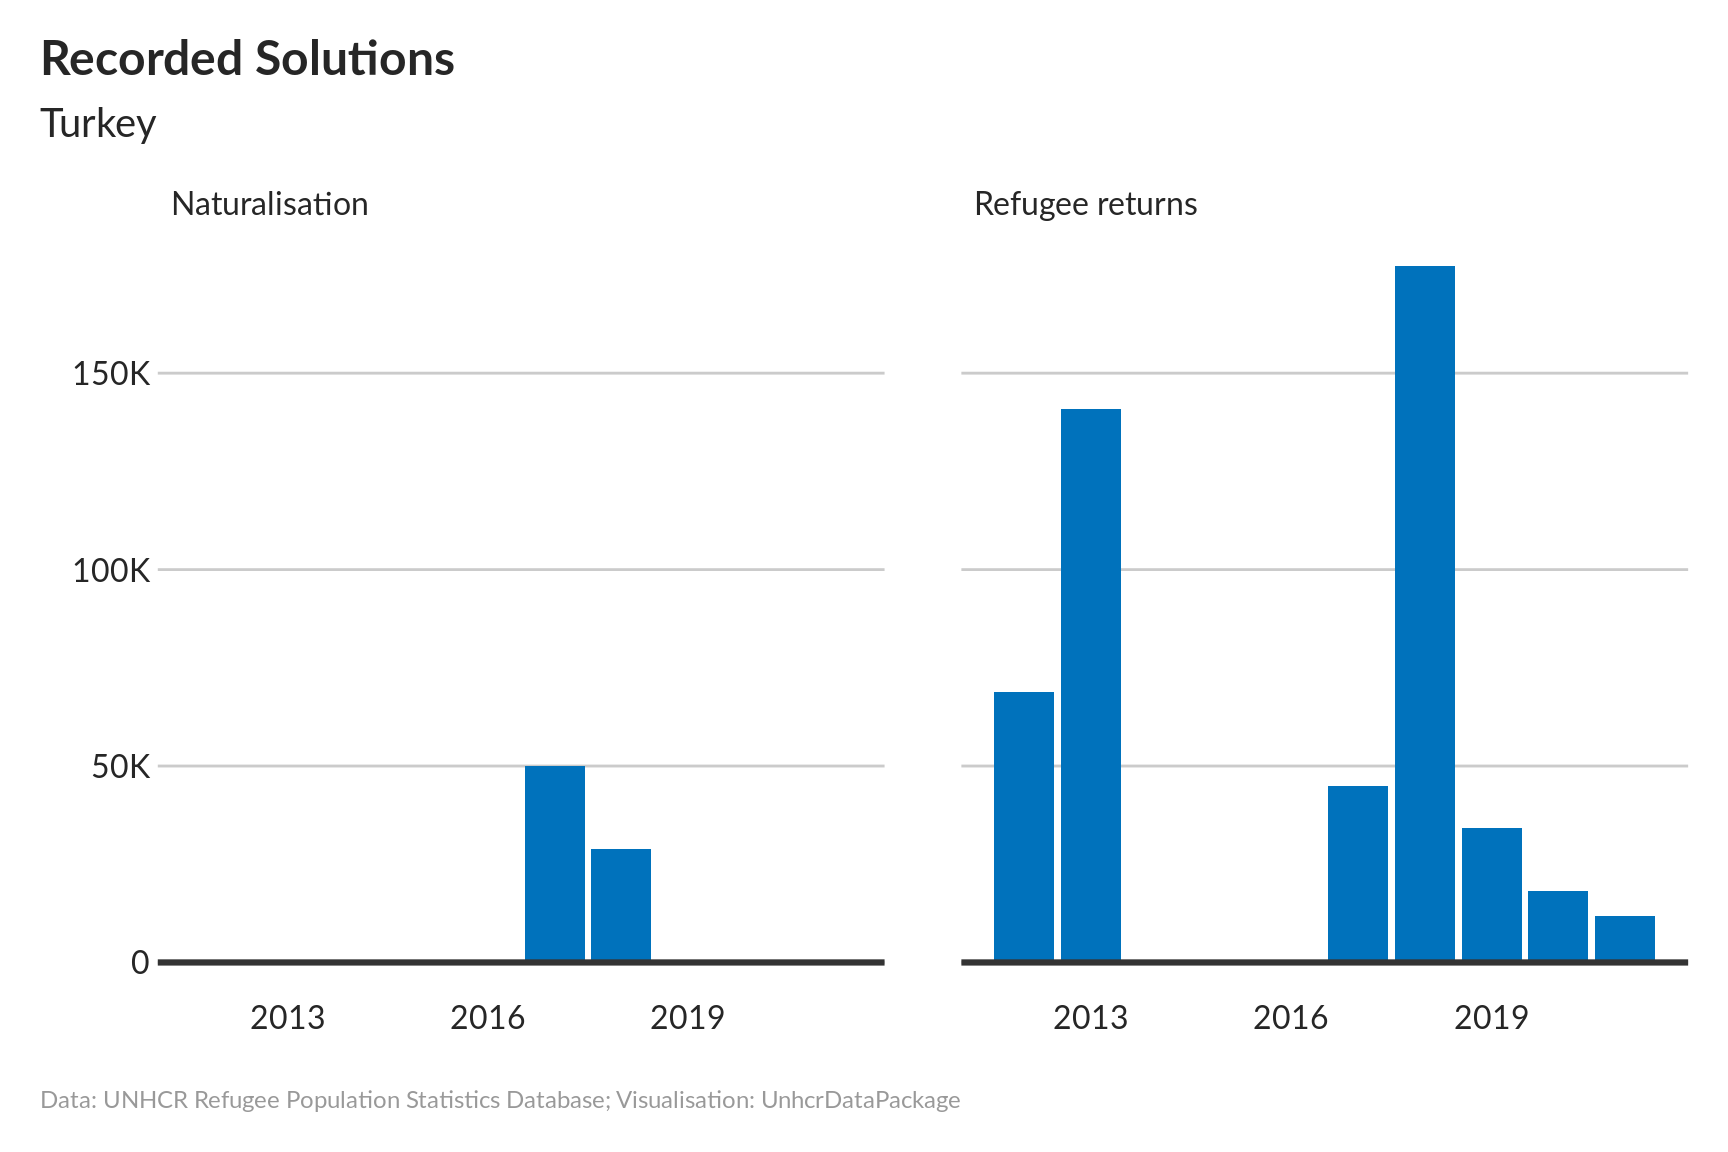 Recorded Solutions
Turkey
Naturalisation
Refugee returns
150K
100K
50K
0
2013 2016 2019
2013 2016 2019
Data: UNHCR Refugee Population Statistics Database; Visualisation: UnhcrDataPackage